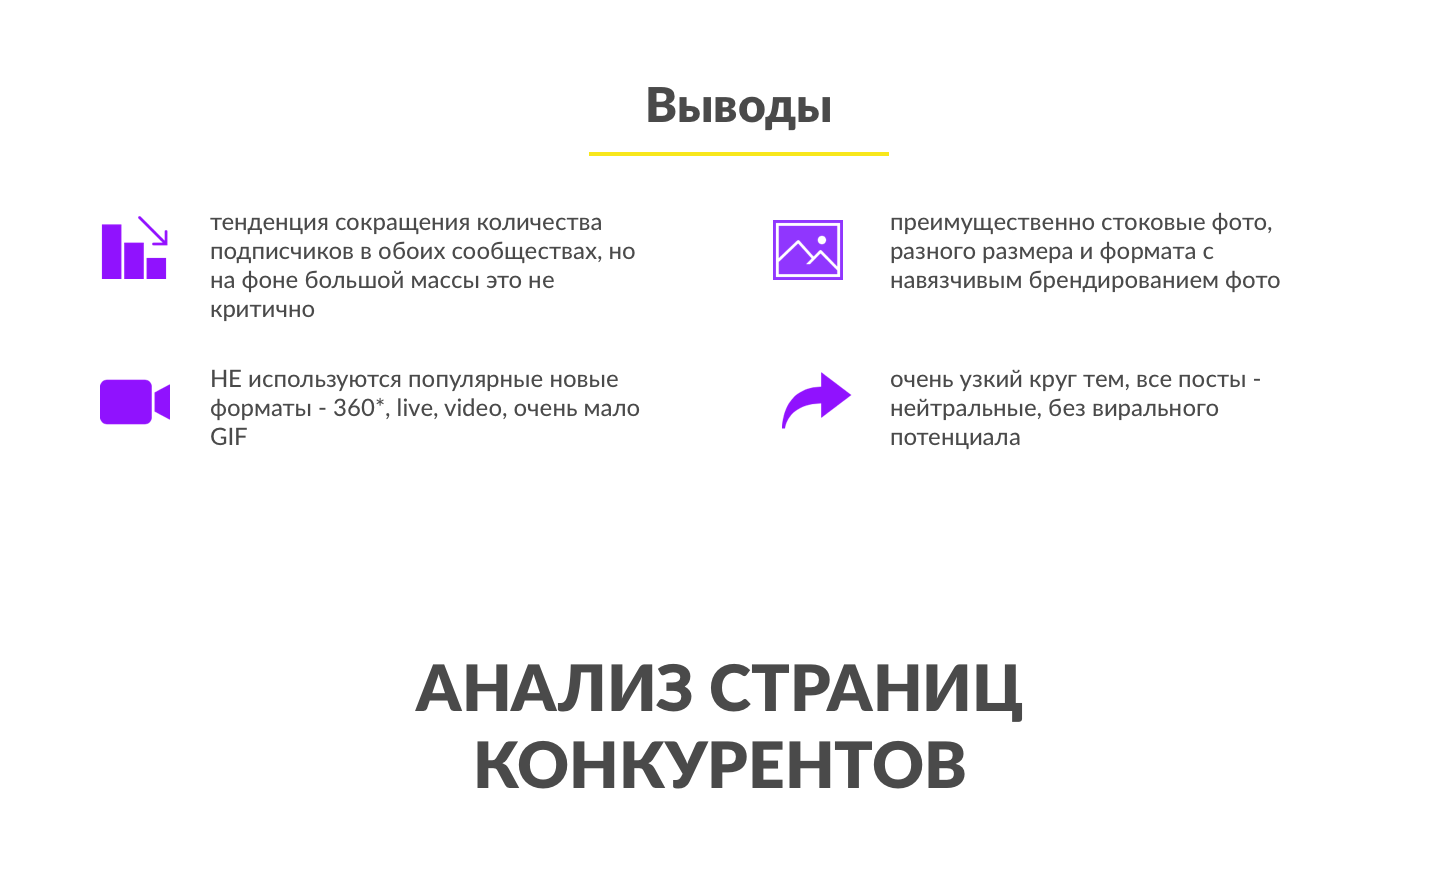 Выводы
тенденция сокращения количества
подписчиков в обоих сообществах, но
на фоне большой массы это не
критично
преимущественно стоковые фото,
разного размера и формата с
навязчивым брендированием фото
НЕ используются популярные новые
форматы - 360*, live, video, очень мало
GIF
очень узкий круг тем, все посты -
нейтральные, без вирального
потенциала
АНАЛИЗ СТРАНИЦ
КОНКУРЕНТОВ